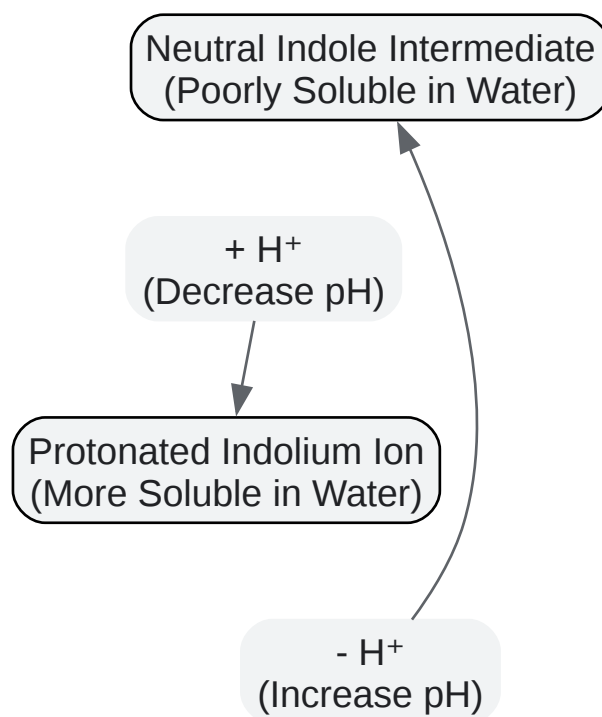 Neutral Indole Intermediate
(Poorly Soluble in Water)
+ H⁺
(Decrease pH)
Protonated Indolium Ion
(More Soluble in Water)
- H⁺
(Increase pH)